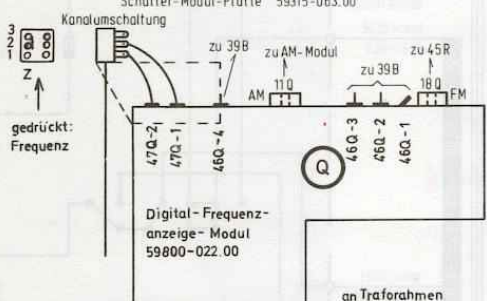 Schalter-Modul-Platte 59315-063.00
Kanalumschaltung
3
2
1
Z
gedrückt:
Frequenz
zu 39B
zu AM-Modul
zu 39B
zu 45R
AM
11Q
18Q
FM
47Q-2
47Q-1
46Q-4
46Q-3
46Q-2
46Q-1
Q
Digital-Frequenz-
anzeige-Modul
59800-022.00
an Traforahmen